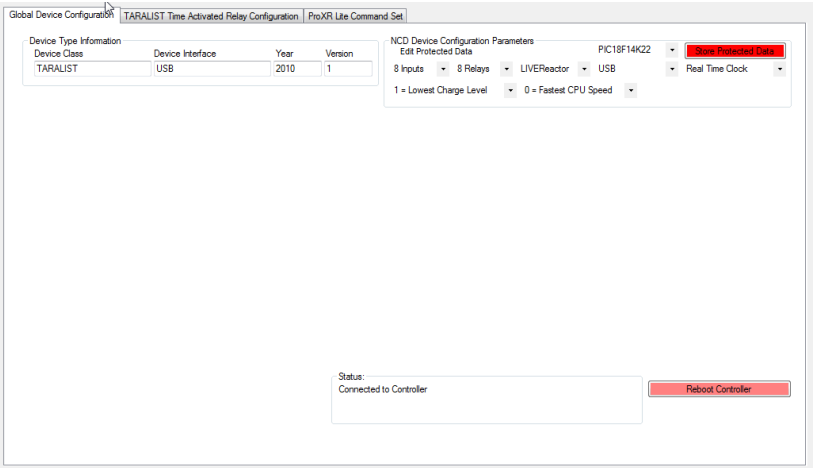 Global Device Configuration TARALIST Time Activated Relay Configuration ProXR Lite Command Set
Device Type Information
Device Class Device Interface Year Version
TARALIST USB 2010 1
NCD Device Configuration Parameters
Edit Protected Data PIC18F14K22 Store Protected Data
8 Inputs 8 Relays LIVEReactor USB Real Time Clock
1 = Lowest Charge Level 0 = Fastest CPU Speed
Status:
Connected to Controller
Reboot Controller